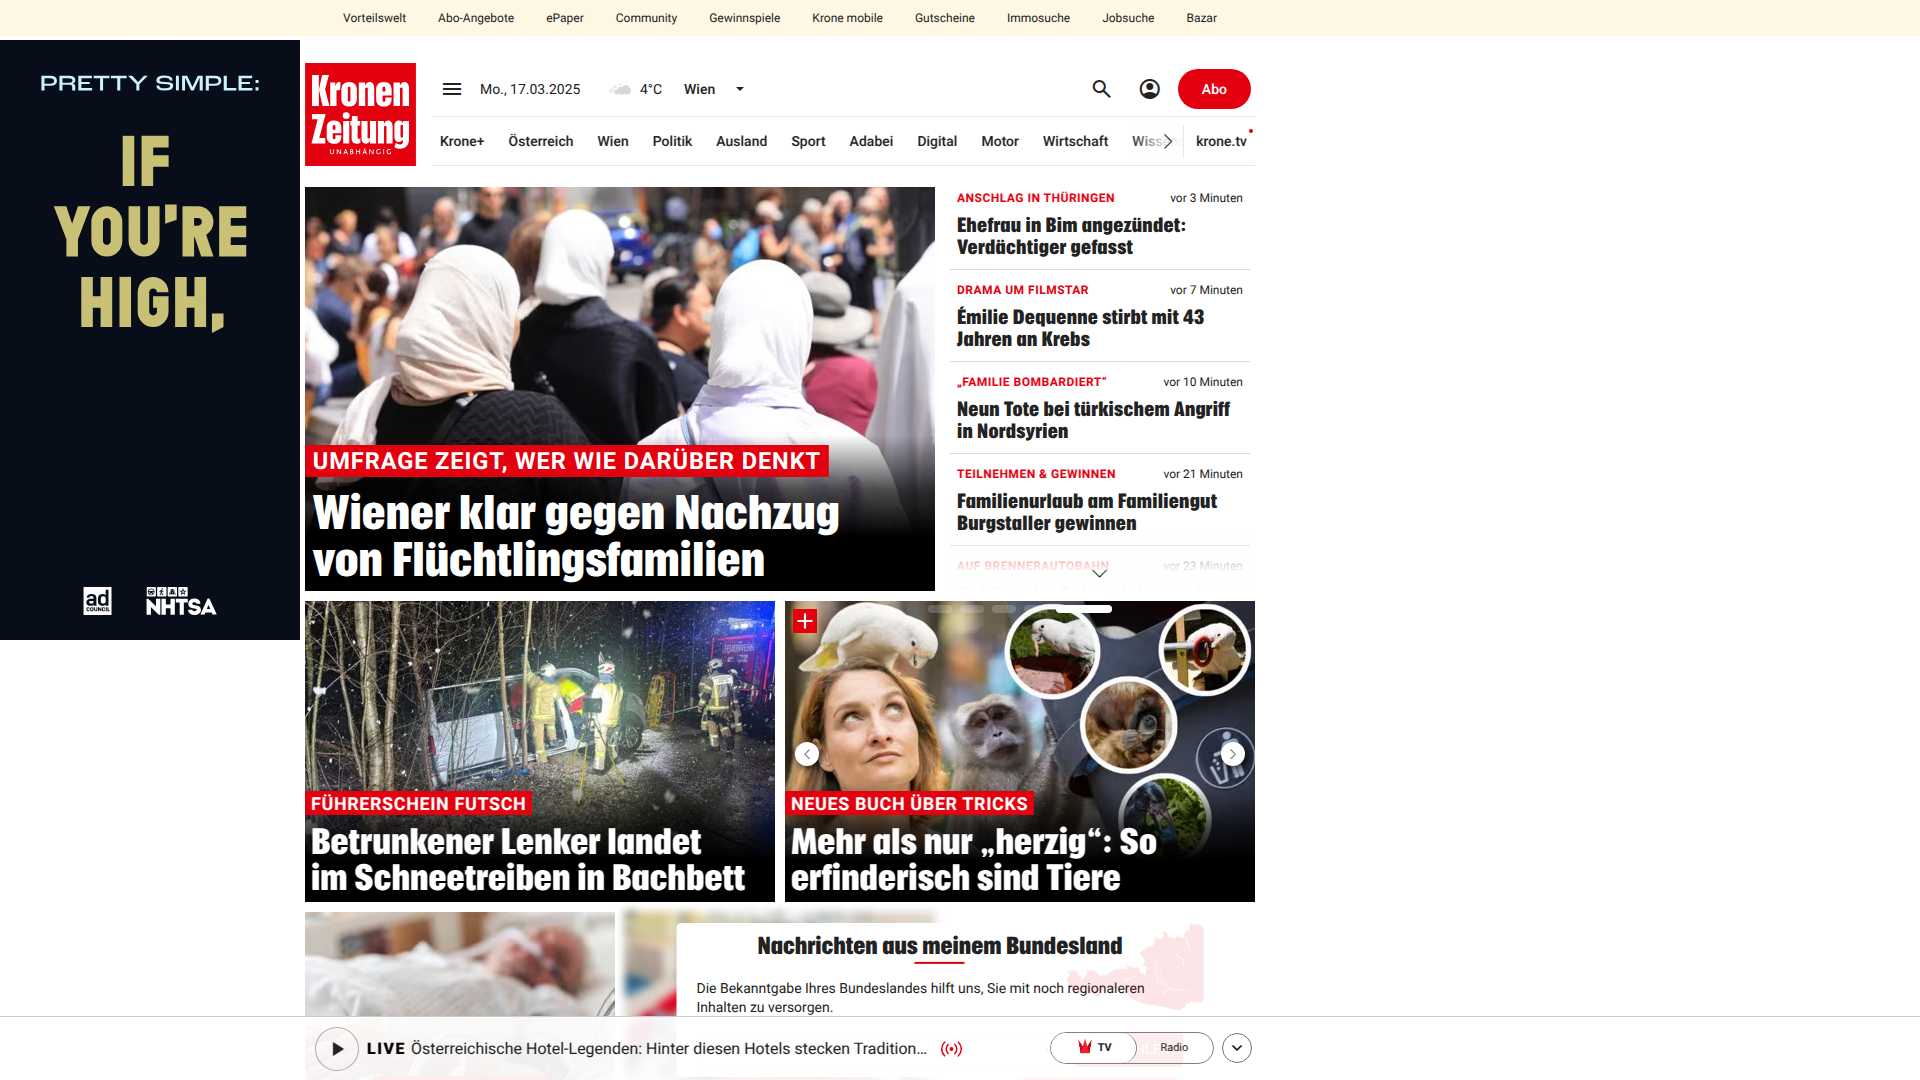 Vorteilswelt Abo-Angebote ePaper Community Gewinnspiele Krone mobile Gutscheine Immosuche Jobsuche Bazar
PRETTY SIMPLE:
IF
YOU'RE
HIGH,
ad
COUNCIL
NHTSA
Kronen
Zeitung
UNABHÄNGIG
Mo., 17.03.2025 4°C Wien
Abo
Krone+ Österreich Wien Politik Ausland Sport Adabei Digital Motor Wirtschaft krone.tv
UMFRAGE ZEIGT, WER WIE DARÜBER DENKT
Wiener klar gegen Nachzug
von Flüchtlingsfamilien
ANSCHLAG IN THÜRINGEN vor 3 Minuten
Ehefrau in Bim angezündet:
Verdächtiger gefasst
DRAMA UM FILMSTAR vor 7 Minuten
Émilie Dequenne stirbt mit 43
Jahren an Krebs
„FAMILIE BOMBARDIERT“ vor 10 Minuten
Neun Tote bei türkischem Angriff
in Nordsyrien
TEILNEHMEN & GEWINNEN vor 21 Minuten
Familienurlaub am Familiengut
Burgstaller gewinnen
AUF BRENNERAUTOBAHN vor 23 Minuten
FÜHRERSCHEIN FUTSCH
Betrunkener Lenker landet
im Schneetreiben in Bachbett
NEUES BUCH ÜBER TRICKS
Mehr als nur „herzig“: So
erfinderisch sind Tiere
Nachrichten aus meinem Bundesland
Die Bekanntgabe Ihres Bundeslandes hilft uns, Sie mit noch regionaleren
Inhalten zu versorgen.
LIVE Österreichische Hotel-Legenden: Hinter diesen Hotels stecken Tradition...
TV Radio